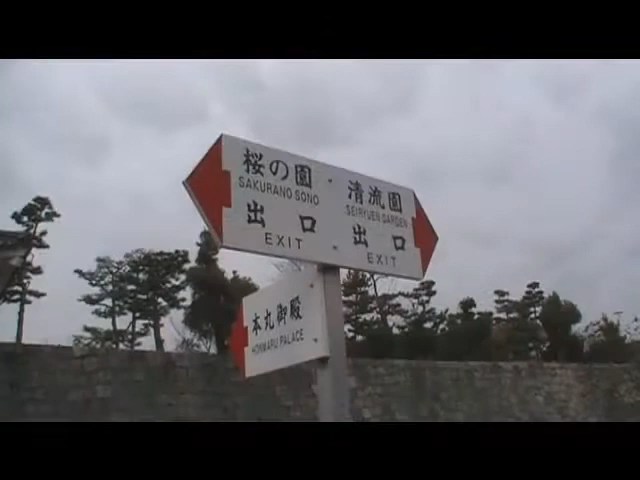 桜の園
SAKURANO SONO
出口
EXIT
清流園
SEIRYUEN GARDEN
出口
EXIT
本丸御殿
HONMARU PALACE